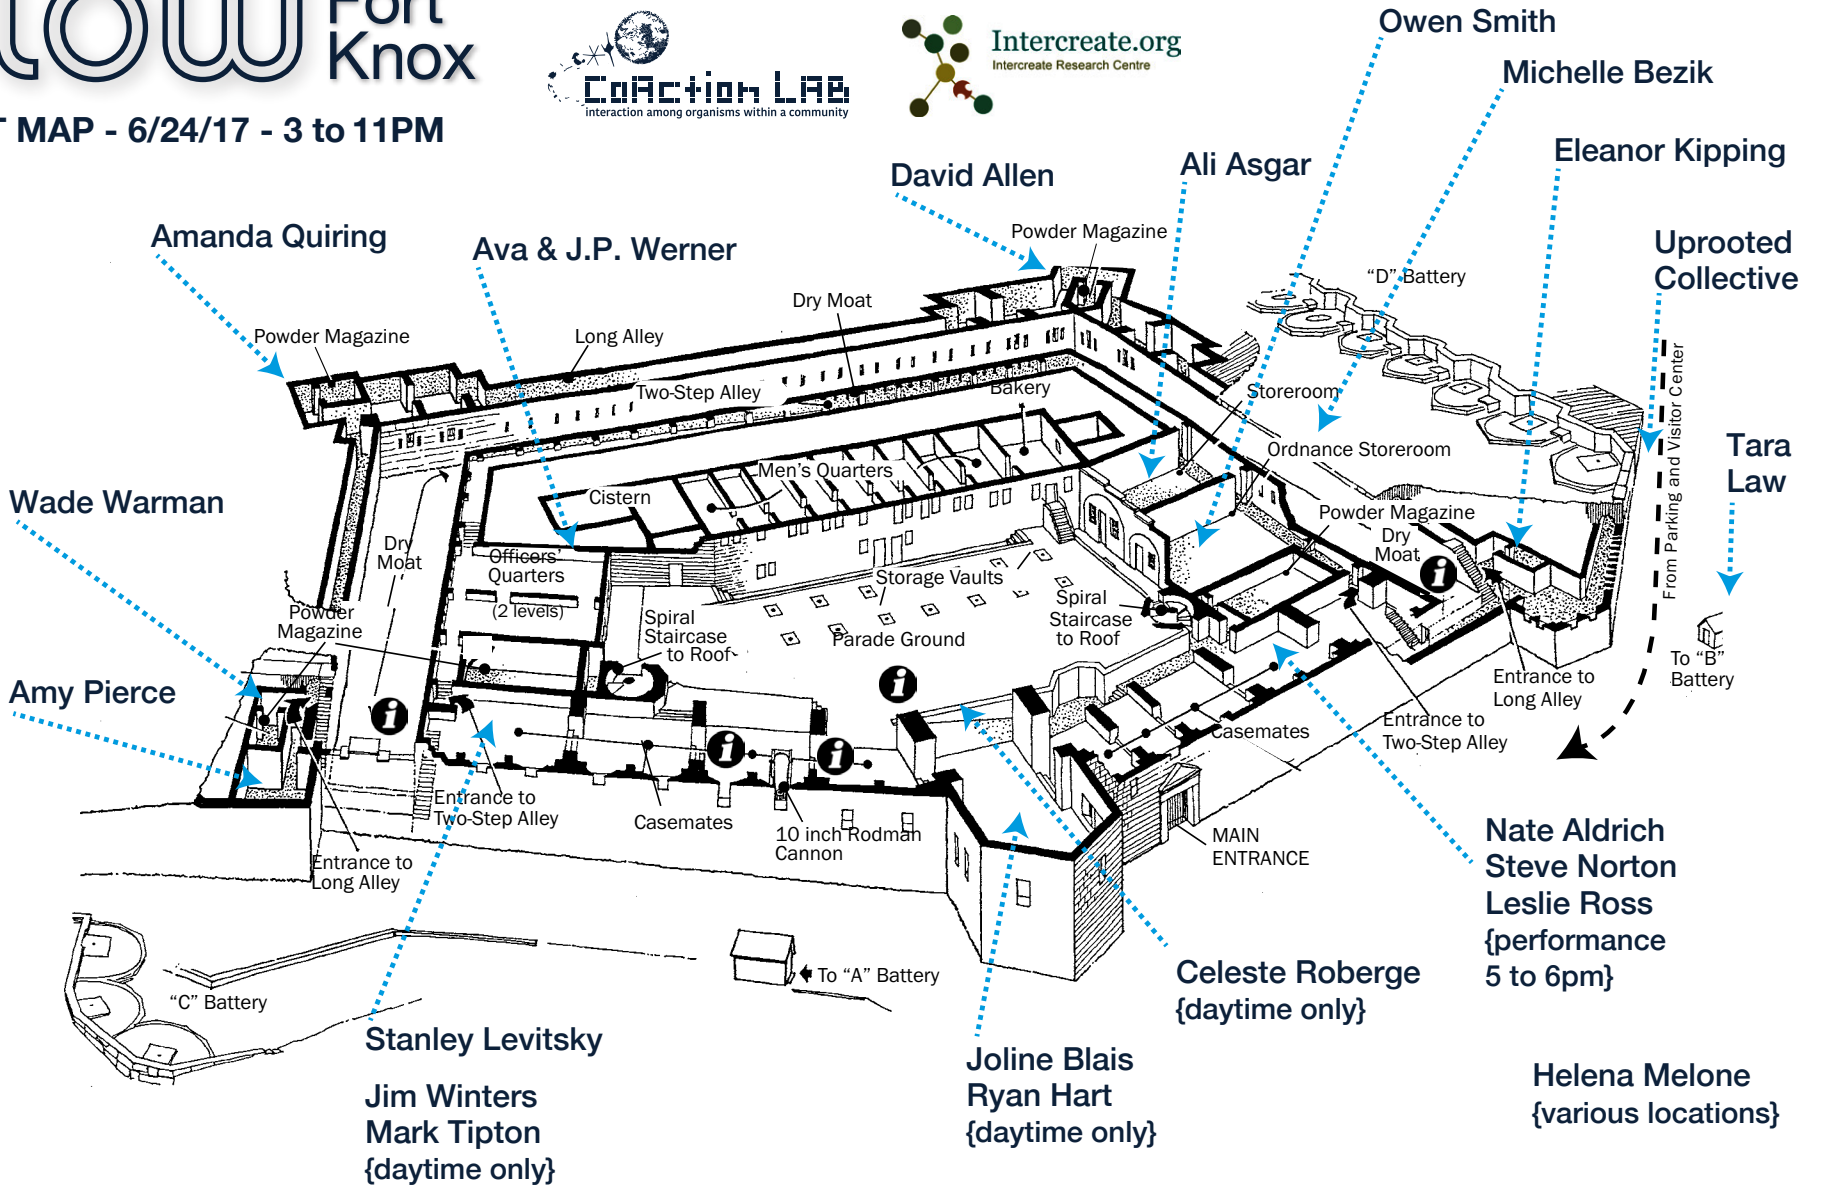 Fort
Knox
MAP - 6/24/17 - 3 to 11PM
CoAction LAB
interaction among organisms within a community
Intercreate.org
Intercreate Research Centre
Owen Smith
Michelle Bezik
Eleanor Kipping
Ali Asgar
David Allen
Uprooted
Collective
Amanda Quiring
Ava & J.P. Werner
Powder Magazine
"D" Battery
Dry Moat
Powder Magazine
Long Alley
Two-Step Alley
Bakery
Storeroom
From Parking and Visitor Center
Tara
Law
Ordnance Storeroom
Men's Quarters
Cistern
Wade Warman
Powder Magazine
Dry
Moat
Dry
Moat
Officers'
Quarters
(2 levels)
Storage Vaults
Spiral
Staircase
to Roof
Powder
Magazine
Spiral
Staircase
to Roof
Parade Ground
To "B"
Battery
Entrance to
Long Alley
Amy Pierce
Entrance to
Two-Step Alley
Casemates
Entrance to
Two-Step Alley
Casemates
10 inch Rodman
Cannon
MAIN
ENTRANCE
Entrance to
Long Alley
Nate Aldrich
Steve Norton
Leslie Ross
{performance
5 to 6pm}
Celeste Roberge
{daytime only}
To "A" Battery
"C" Battery
Stanley Levitsky
Jim Winters
Mark Tipton
{daytime only}
Joline Blais
Ryan Hart
{daytime only}
Helena Melone
{various locations}